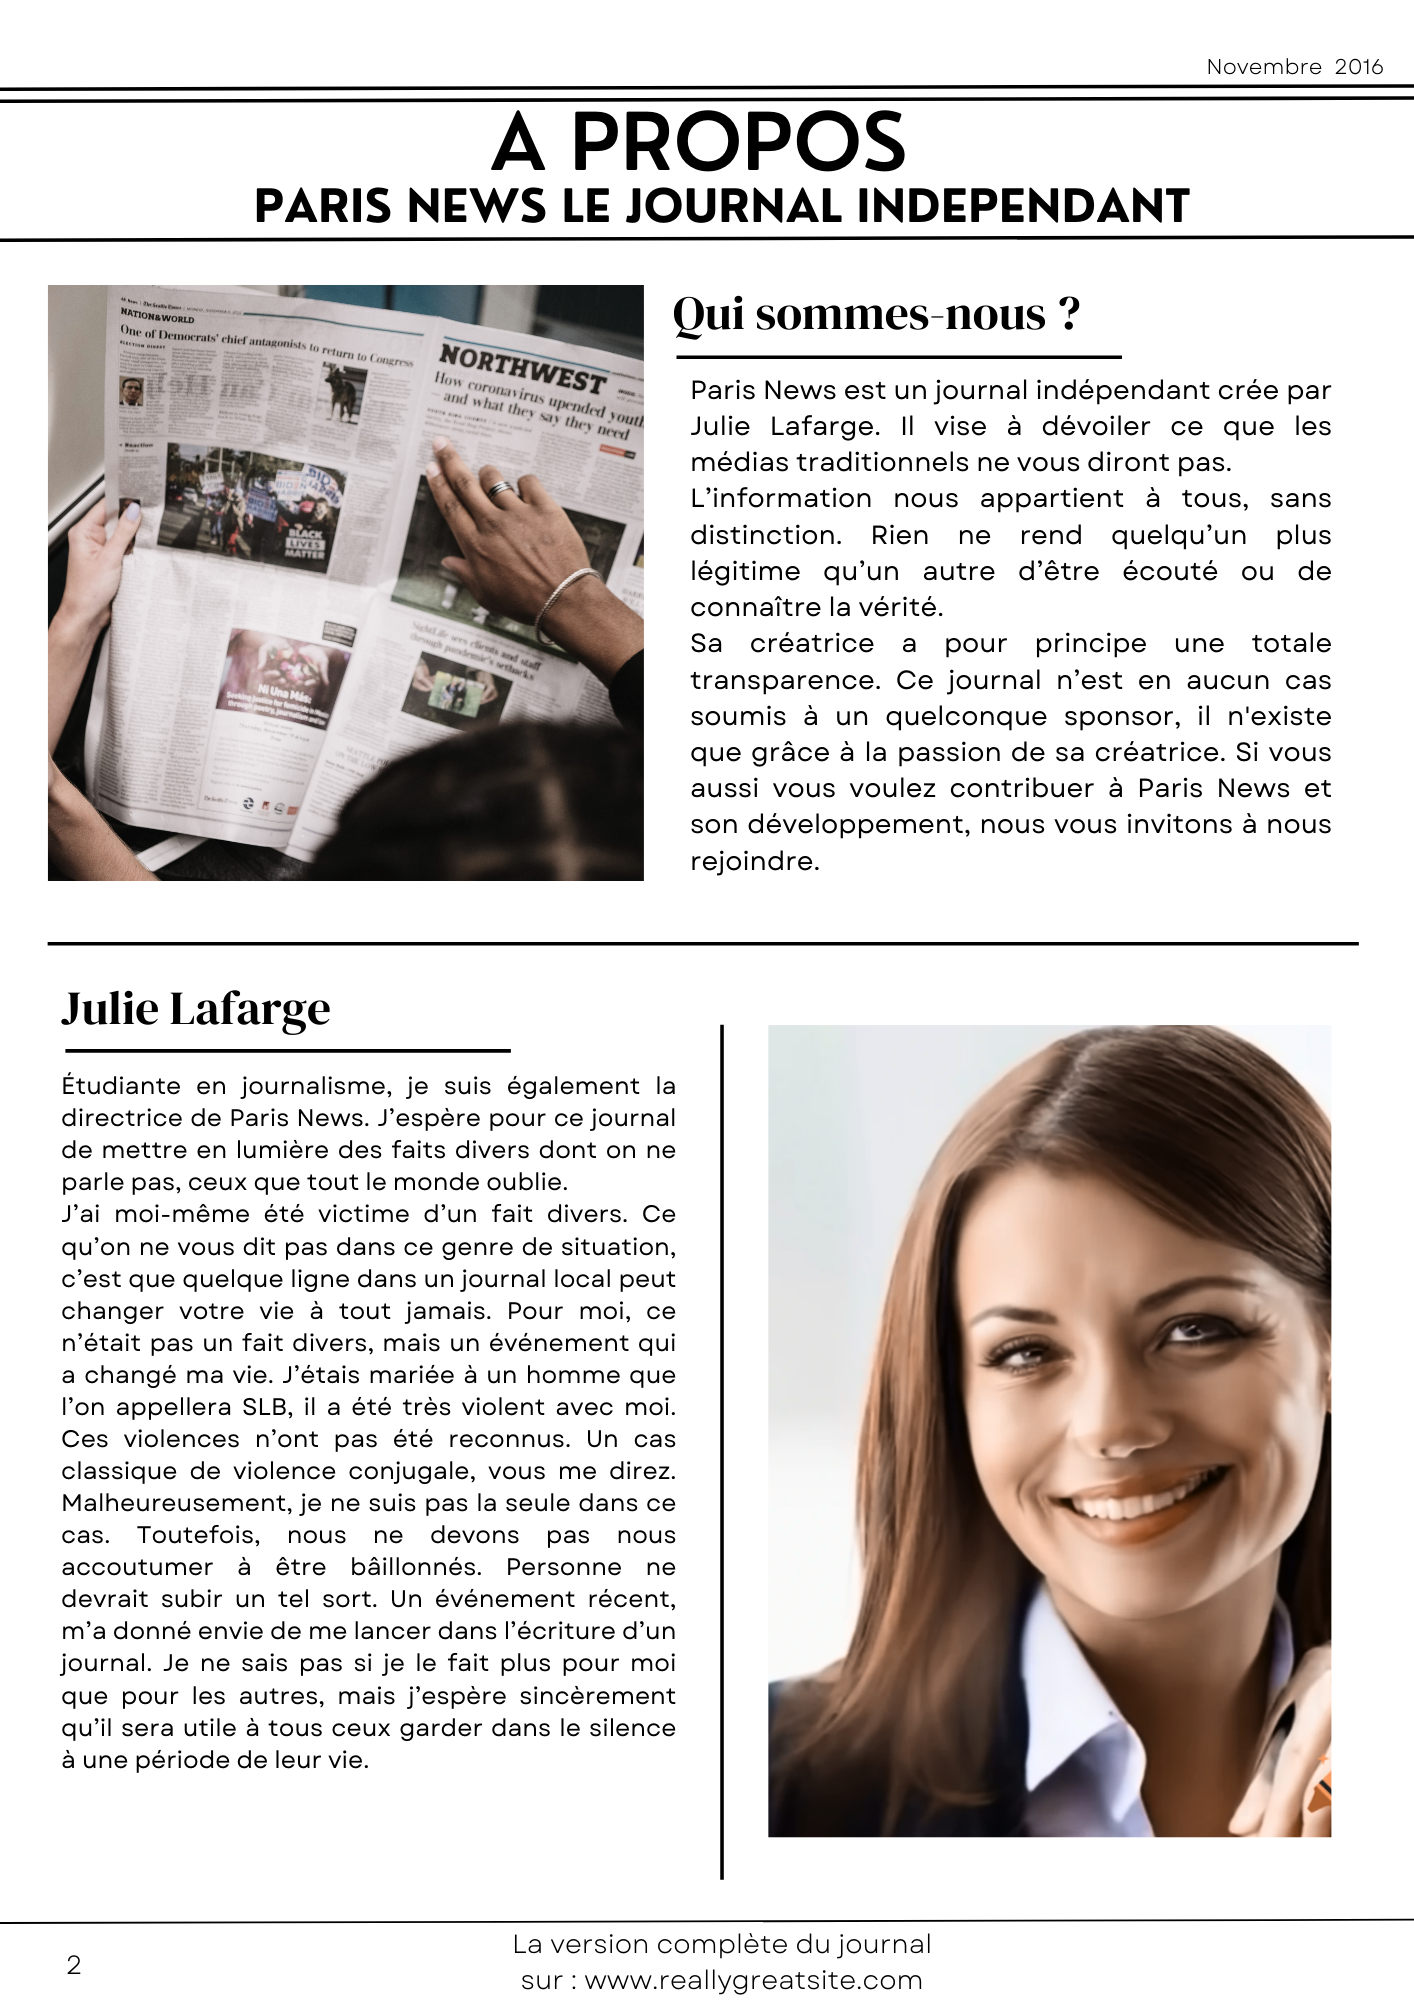 Novembre 2016
A PROPOS
PARIS NEWS LE JOURNAL INDEPENDANT
NATION&WORLD
One of Democrats' chief antagonists to return to Congress
NORTHWEST
How coronavirus upended youth
and what they say they need
BLACK
LIVES
MATTER
NightLife sees clients and staff
through pandemic's setbacks
Ni Una Más:
Qui sommes-nous ?
Paris News est un journal indépendant crée par
Julie Lafarge. Il vise à dévoiler ce que les
médias traditionnels ne vous diront pas.
L’information nous appartient à tous, sans
distinction. Rien ne rend quelqu’un plus
légitime qu’un autre d’être écouté ou de
connaître la vérité.
Sa créatrice a pour principe une totale
transparence. Ce journal n’est en aucun cas
soumis à un quelconque sponsor, il n'existe
que grâce à la passion de sa créatrice. Si vous
aussi vous voulez contribuer à Paris News et
son développement, nous vous invitons à nous
rejoindre.
Julie Lafarge
Étudiante en journalisme, je suis également la
directrice de Paris News. J’espère pour ce journal
de mettre en lumière des faits divers dont on ne
parle pas, ceux que tout le monde oublie.
J’ai moi-même été victime d’un fait divers. Ce
qu’on ne vous dit pas dans ce genre de situation,
c’est que quelque ligne dans un journal local peut
changer votre vie à tout jamais. Pour moi, ce
n’était pas un fait divers, mais un événement qui
a changé ma vie. J’étais mariée à un homme que
l’on appellera SLB, il a été très violent avec moi.
Ces violences n’ont pas été reconnus. Un cas
classique de violence conjugale, vous me direz.
Malheureusement, je ne suis pas la seule dans ce
cas. Toutefois, nous ne devons pas nous
accoutumer à être bâillonnés. Personne ne
devrait subir un tel sort. Un événement récent,
m’a donné envie de me lancer dans l’écriture d’un
journal. Je ne sais pas si je le fait plus pour moi
que pour les autres, mais j’espère sincèrement
qu’il sera utile à tous ceux garder dans le silence
à une période de leur vie.
2
La version complète du journal
sur : www.reallygreatsite.com